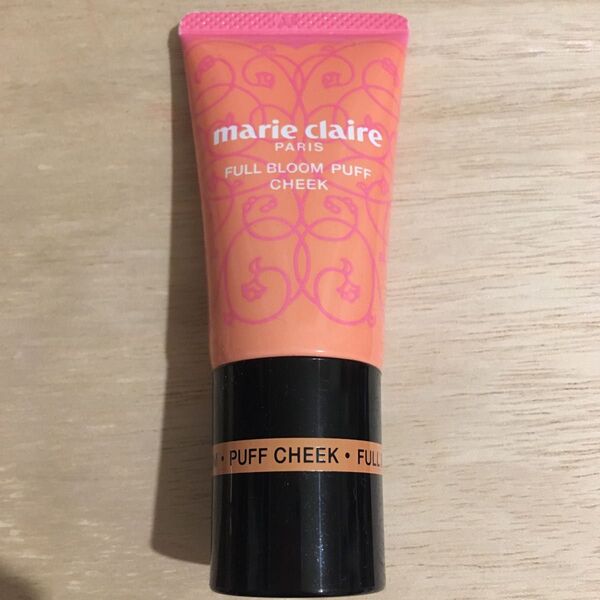 marie claire
PARIS
FULL BLOOM PUFF
CHEEK
• PUFF CHEEK • FULL